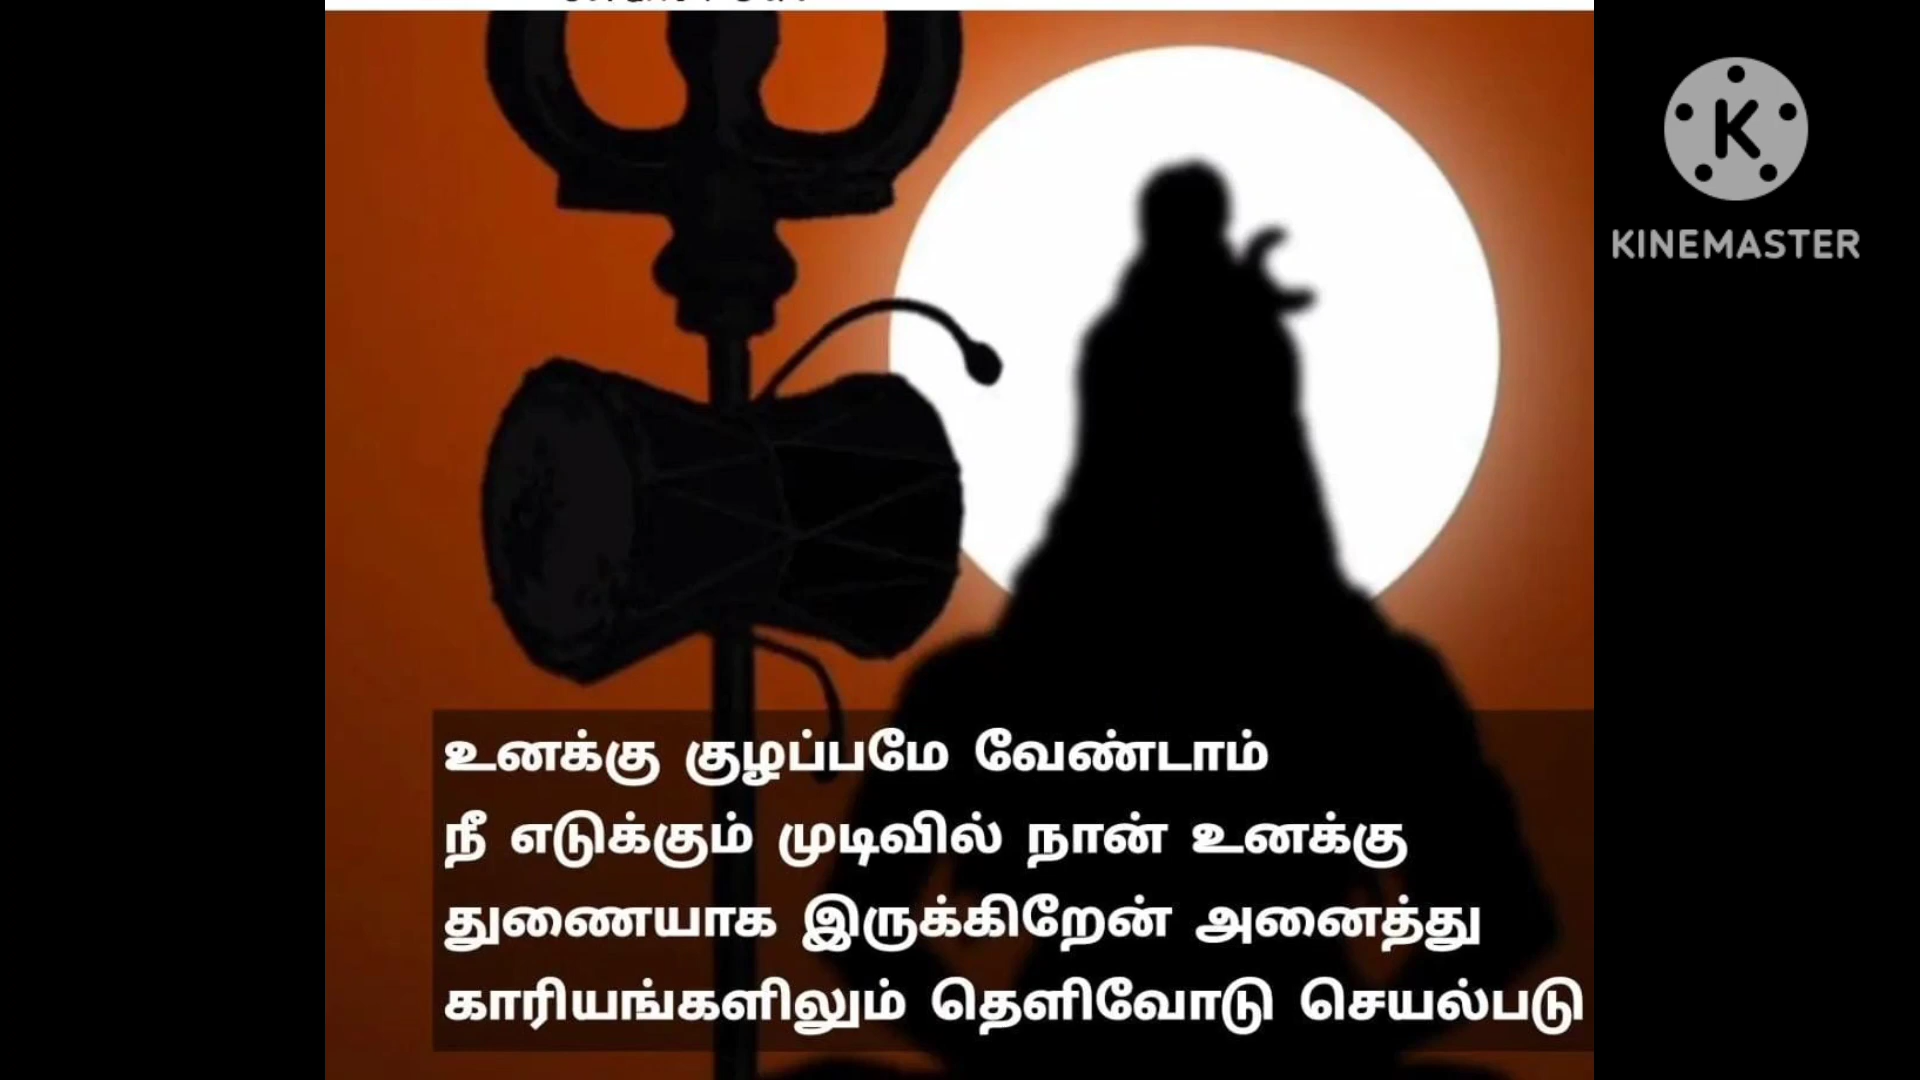 KINEMASTER
உனக்கு குழப்பமே வேண்டாம்
நீ எடுக்கும் முடிவில் நான் உனக்கு
துணையாக இருக்கிறேன் அனைத்து
காரியங்களிலும் தெளிவோடு செயல்படு